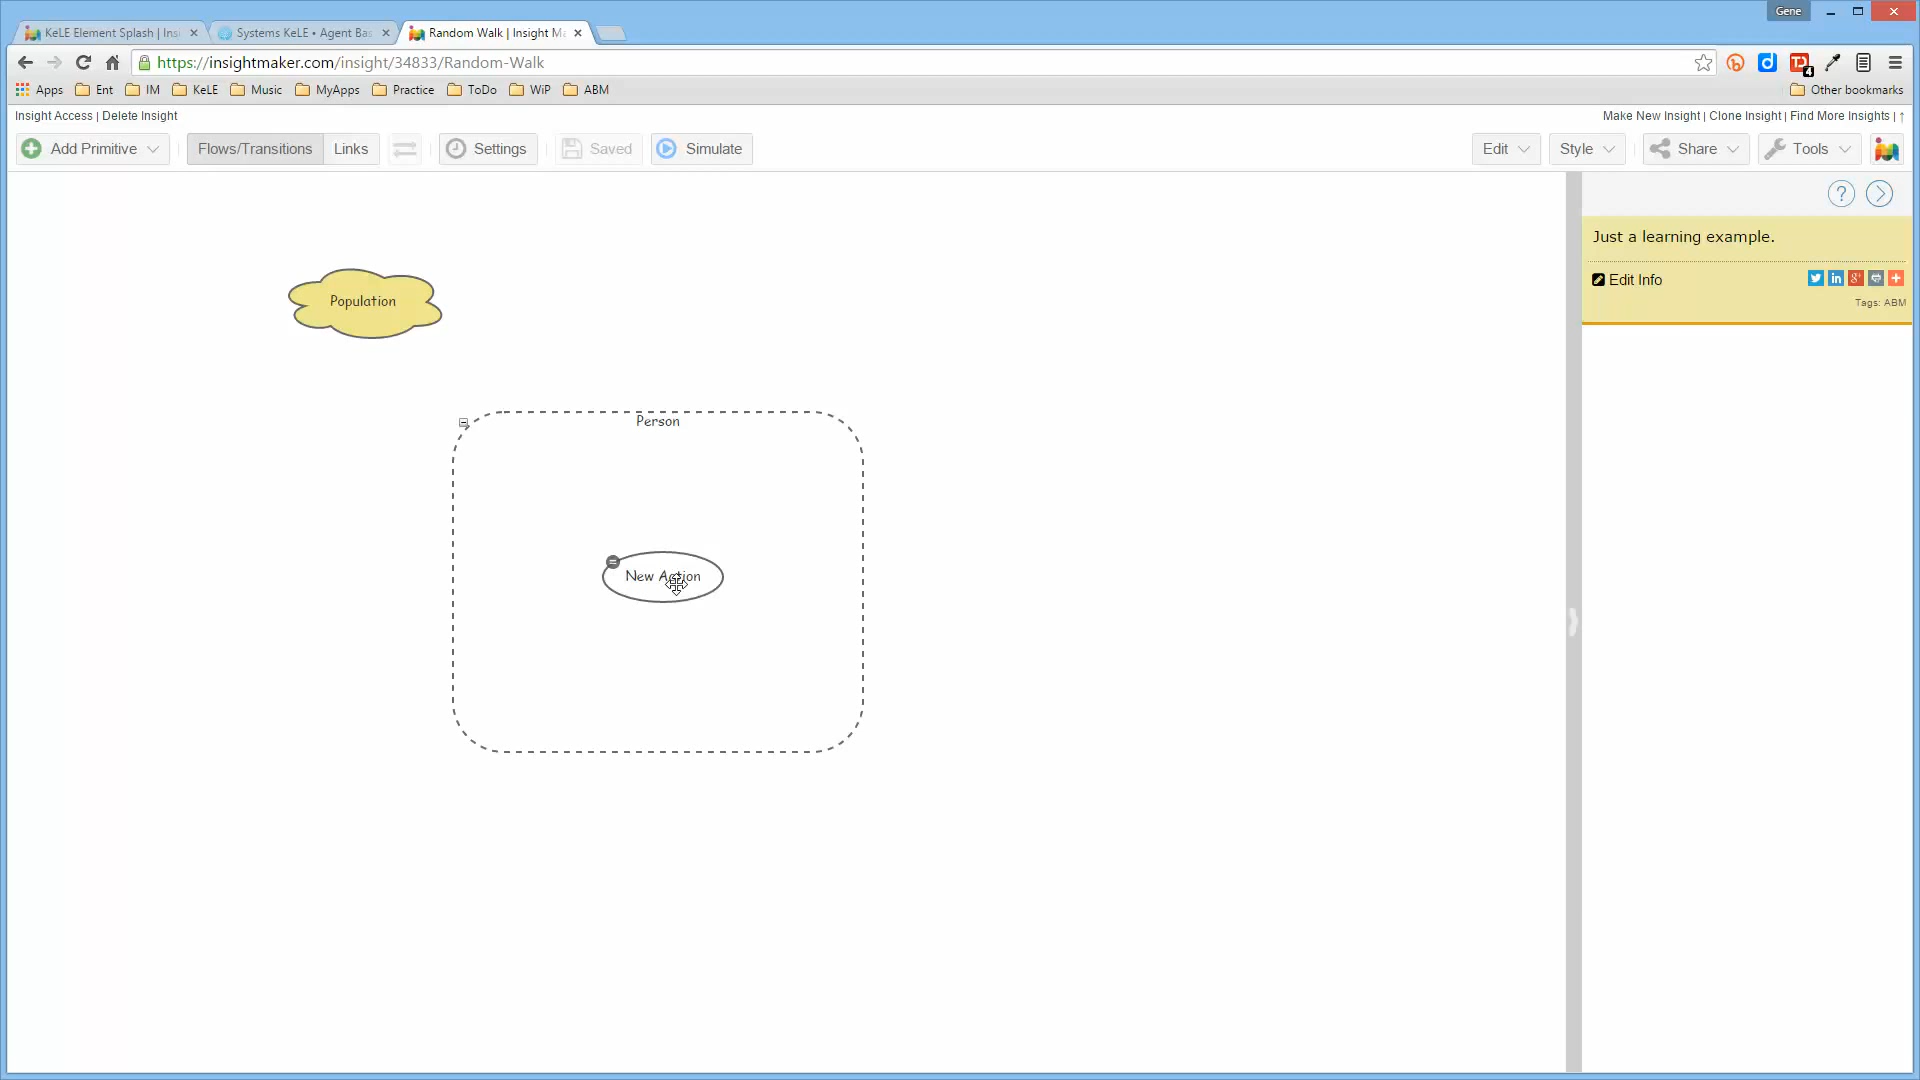 Gene
KeLE Element Splash | Insi
Systems KeLE • Agent Bas
Random Walk | Insight Ma
https://insightmaker.com/insight/34833/Random-Walk
4
Apps Ent IM KeLE Music MyApps Practice ToDo WiP ABM Other bookmarks
Insight Access | Delete Insight
Make New Insight | Clone Insight | Find More Insights | ↑
Add Primitive Flows/Transitions Links Settings Saved Simulate Edit Style Share Tools
?
Just a learning example.
Edit Info
Tags: ABM
Population
Person
New Action